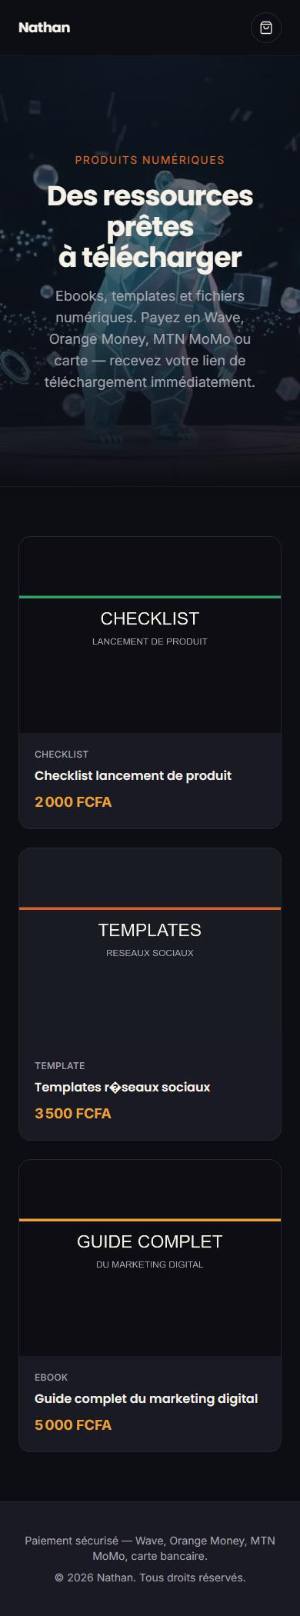 Nathan
PRODUITS NUMÉRIQUES
Des ressources
prêtes
à télécharger
Ebooks, templates et fichiers
numériques. Payez en Wave,
Orange Money, MTN MoMo ou
carte — recevez votre lien de
téléchargement immédiatement.
CHECKLIST
LANCEMENT DE PRODUIT
CHECKLIST
Checklist lancement de produit
2 000 FCFA
TEMPLATES
RESEAUX SOCIAUX
TEMPLATE
Templates r�seaux sociaux
3 500 FCFA
GUIDE COMPLET
DU MARKETING DIGITAL
EBOOK
Guide complet du marketing digital
5 000 FCFA
Paiement sécurisé — Wave, Orange Money, MTN
MoMo, carte bancaire.
© 2026 Nathan. Tous droits réservés.